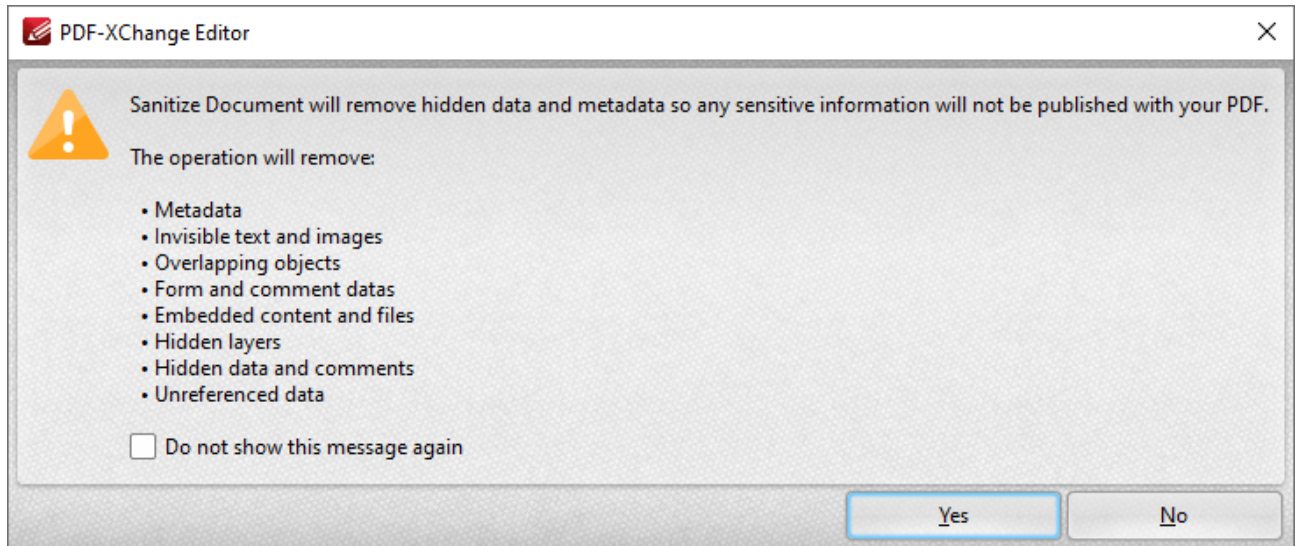 PDF-XChange Editor
Sanitize Document will remove hidden data and metadata so any sensitive information will not be published with your PDF.
The operation will remove:
• Metadata
• Invisible text and images
• Overlapping objects
• Form and comment datas
• Embedded content and files
• Hidden layers
• Hidden data and comments
• Unreferenced data
Do not show this message again
Yes
No